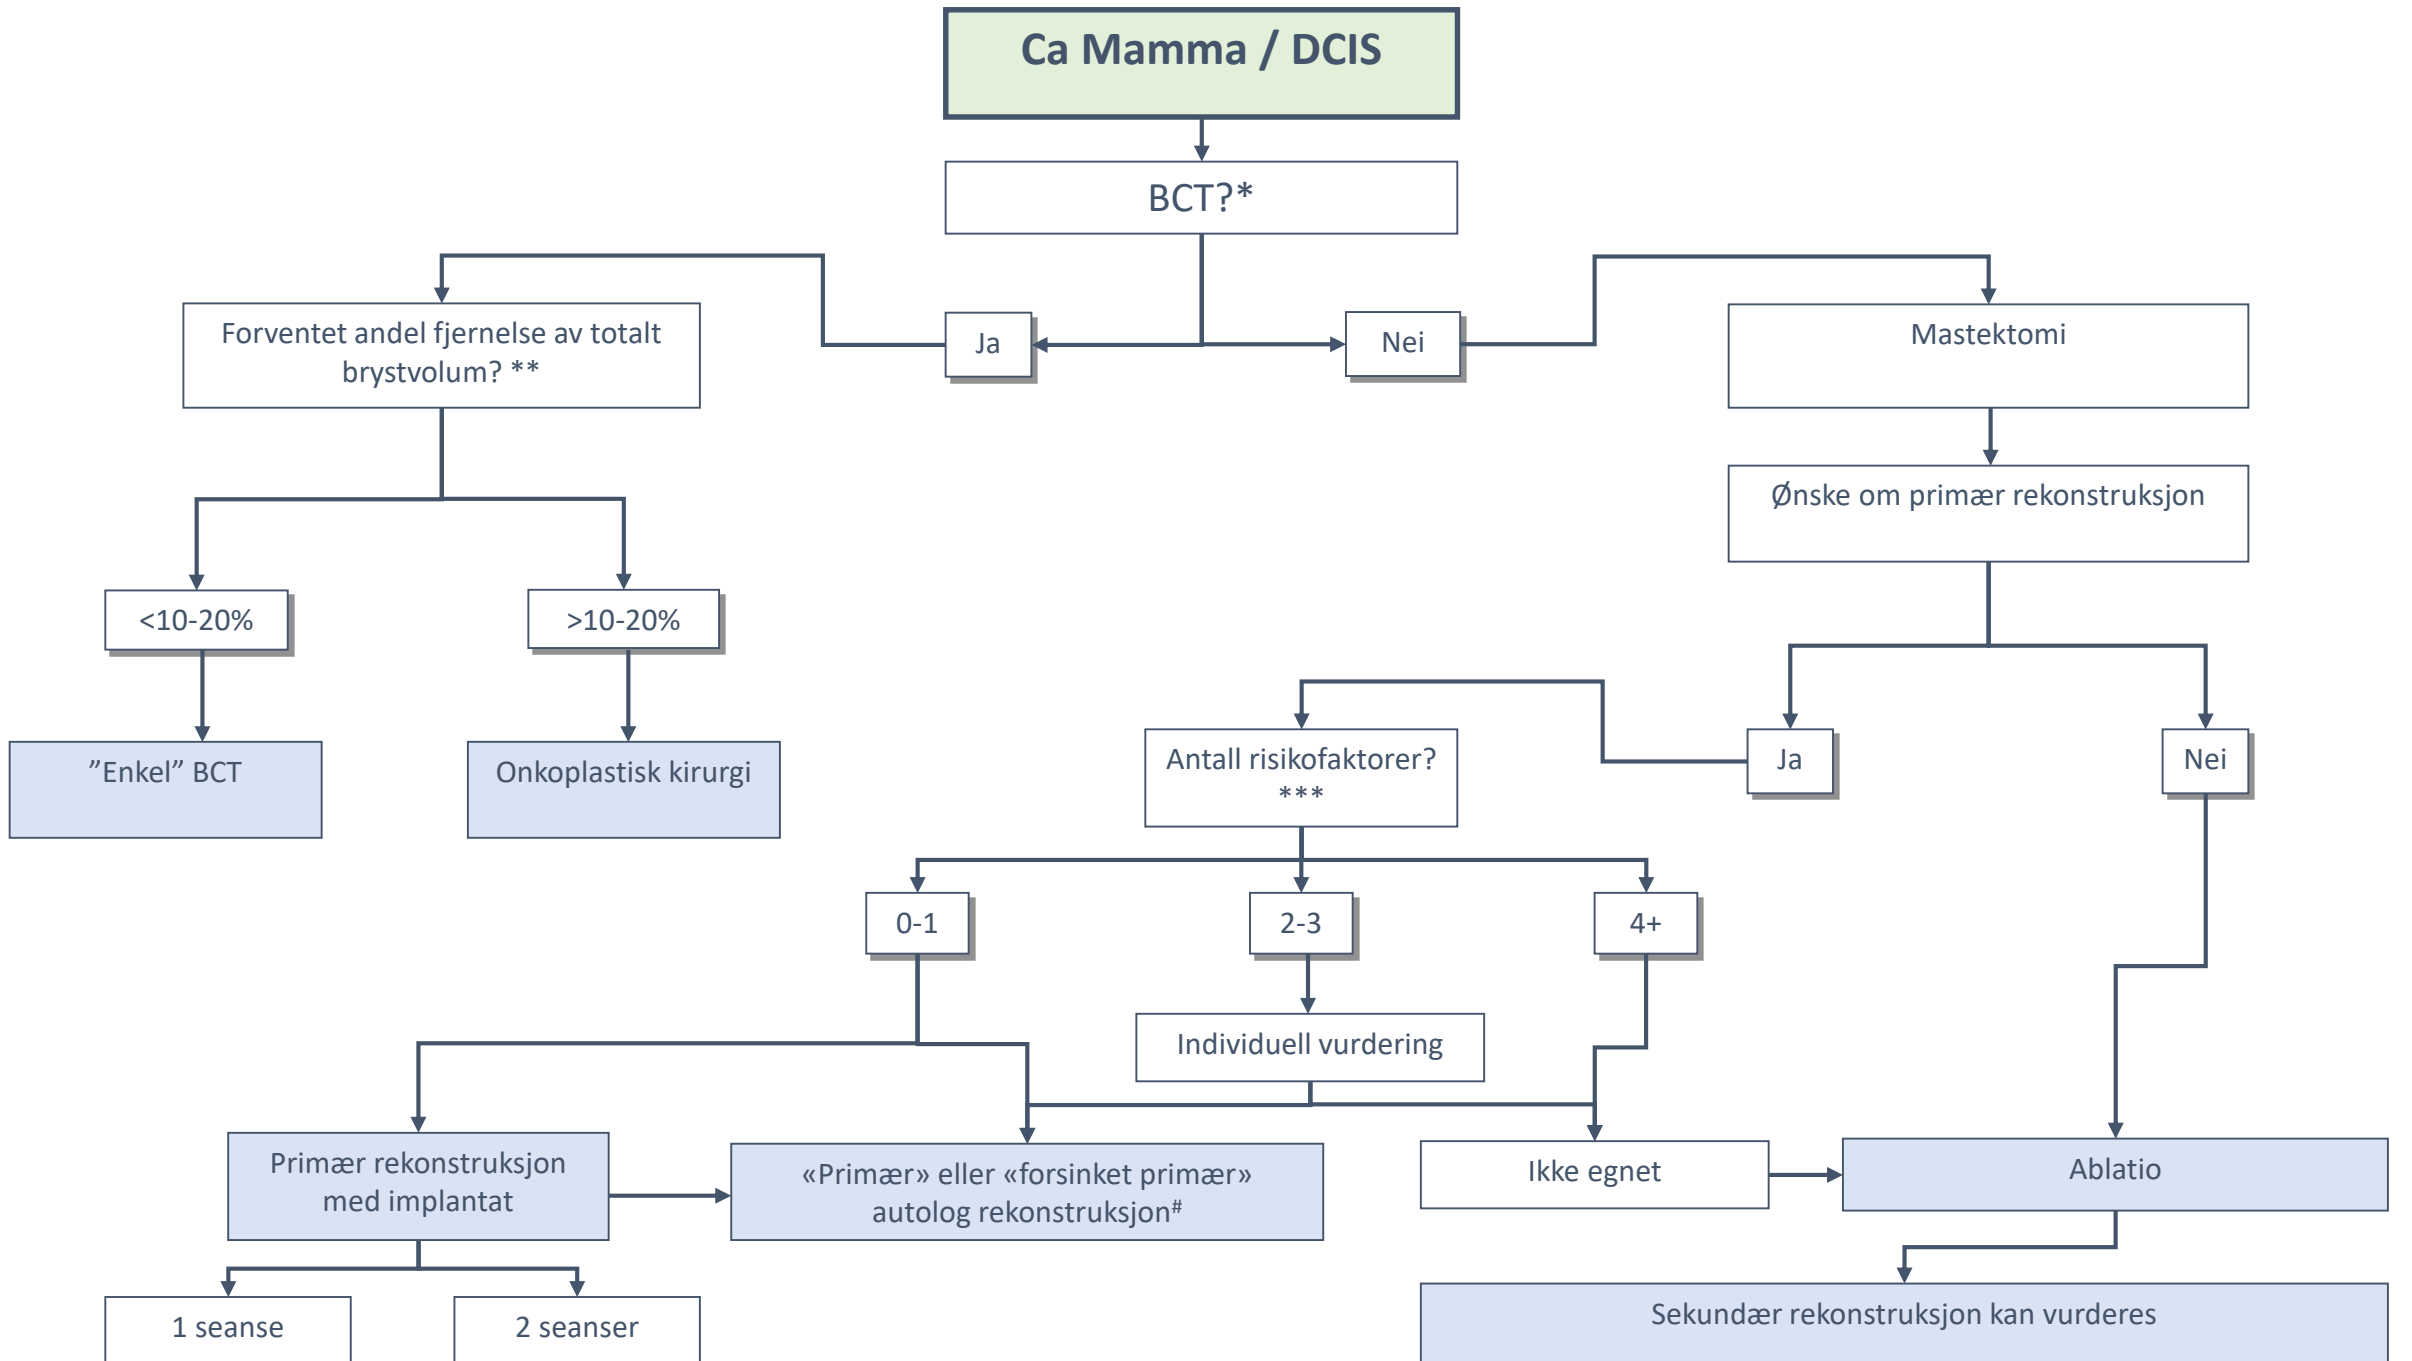 Ca Mamma / DCIS
BCT?*
Forventet andel fjernelse av totalt
brystvolum? **
Ja
Nei
Mastektomi
Ønske om primær rekonstruksjon
<10-20%
>10-20%
”Enkel” BCT
Onkoplastisk kirurgi
Antall risikofaktorer?
***
Ja
Nei
0-1
2-3
4+
Individuell vurdering
Primær rekonstruksjon
med implantat
«Primær» eller «forsinket primær»
autolog rekonstruksjon#
Ikke egnet
Ablatio
1 seanse
2 seanser
Sekundær rekonstruksjon kan vurderes